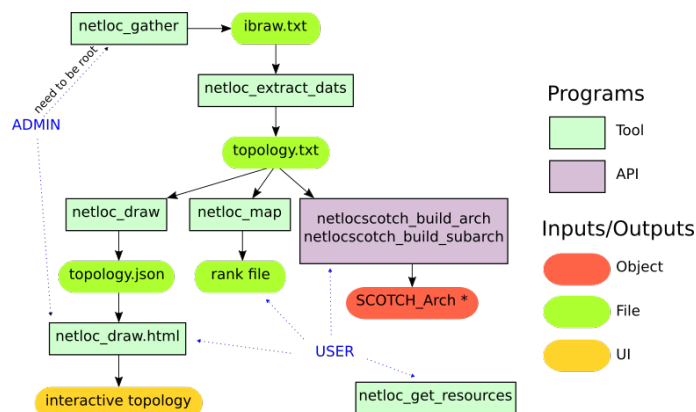 netloc_gather
ibraw.txt
need to be root
netloc_extract_dats
ADMIN
topology.txt
netloc_draw
netloc_map
netlocscotch_build_arch
netlocscotch_build_subarch
topology.json
rank file
SCOTCH_Arch *
netloc_draw.html
USER
interactive topology
netloc_get_resources
Programs
Tool
API
Inputs/Outputs
Object
File
UI